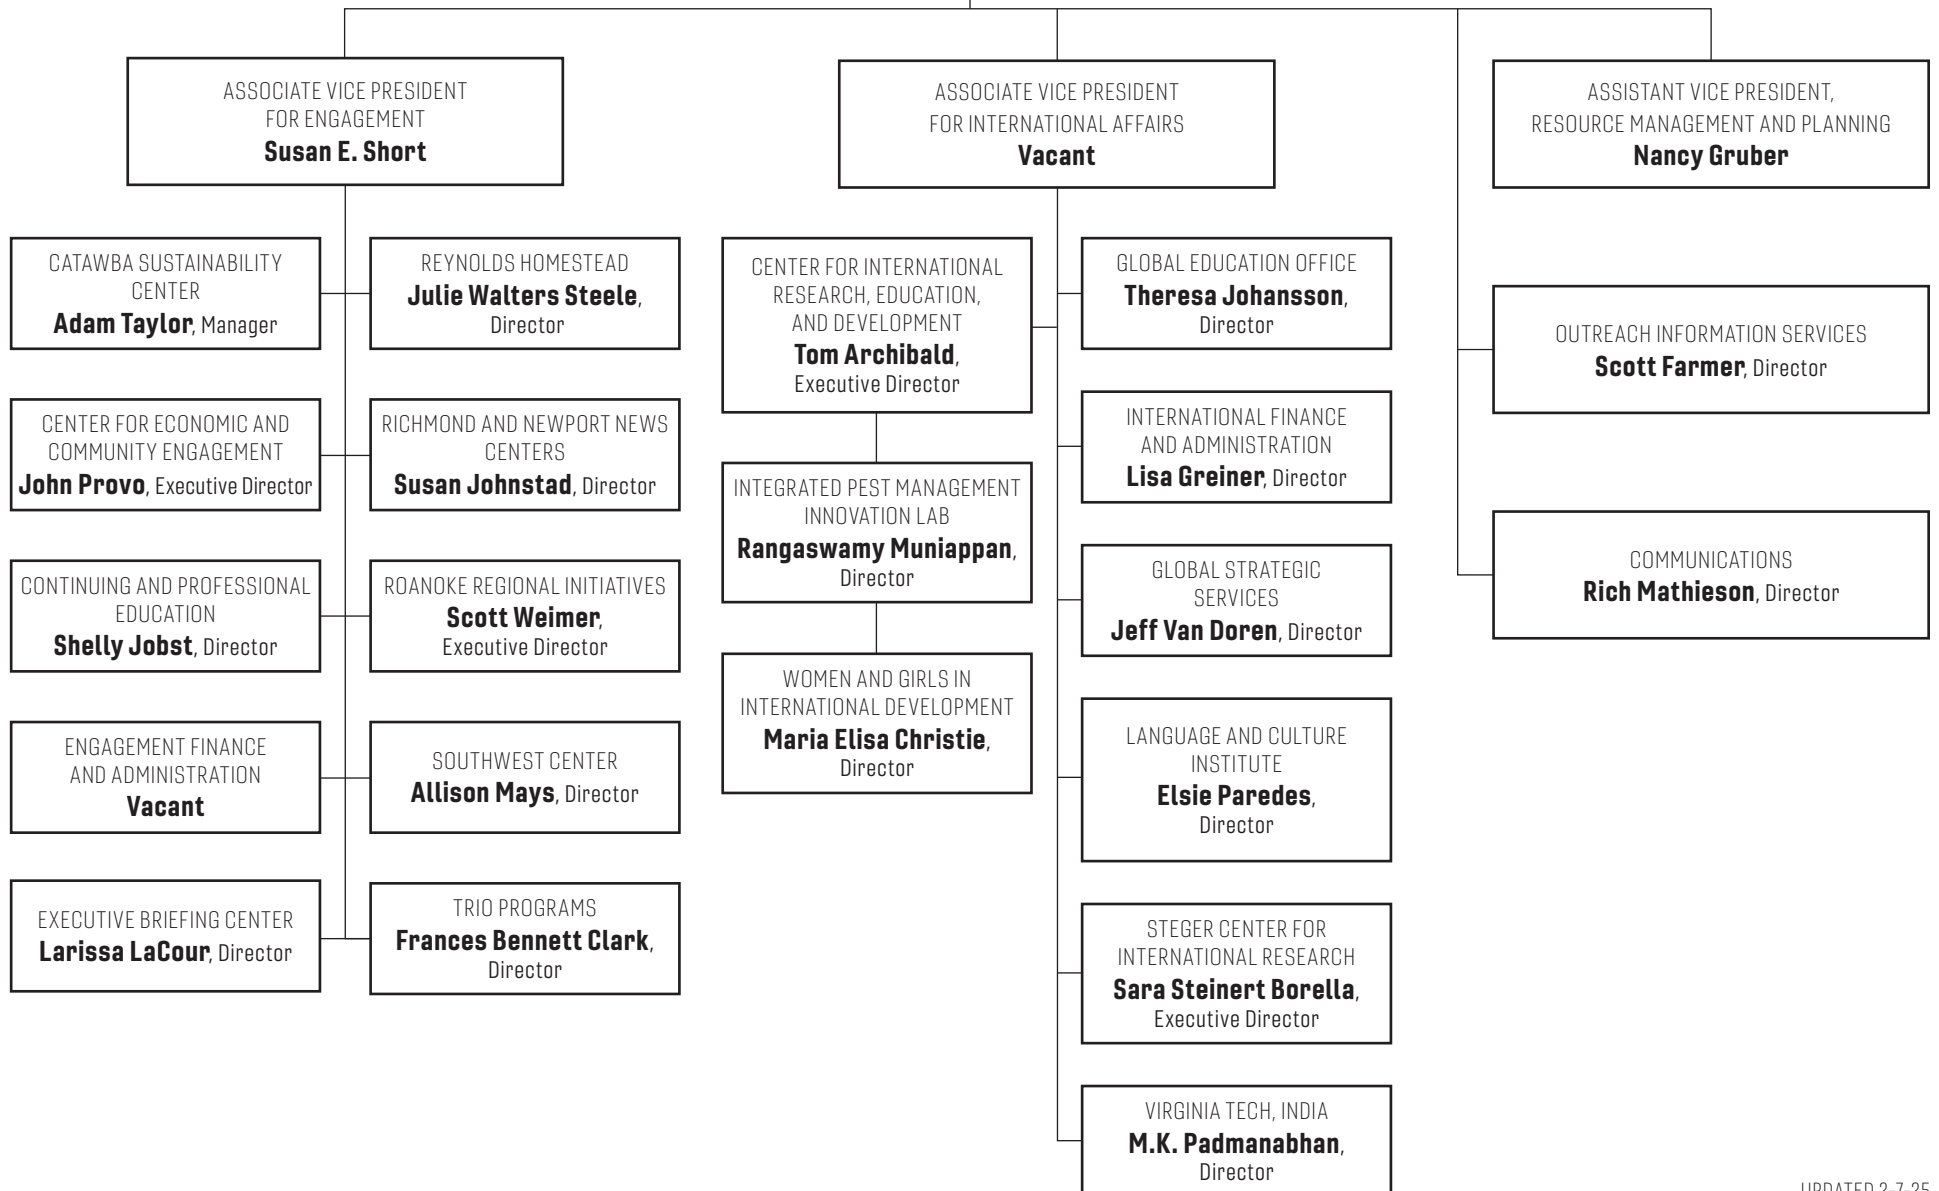 ASSOCIATE VICE PRESIDENT
FOR ENGAGEMENT
Susan E. Short
CATAWBA SUSTAINABILITY
CENTER
Adam Taylor, Manager
REYNOLDS HOMESTEAD
Julie Walters Steele,
Director
CENTER FOR ECONOMIC AND
COMMUNITY ENGAGEMENT
John Provo, Executive Director
RICHMOND AND NEWPORT NEWS
CENTERS
Susan Johnstad, Director
CONTINUING AND PROFESSIONAL
EDUCATION
Shelly Jobst, Director
ROANOKE REGIONAL INITIATIVES
Scott Weimer,
Executive Director
ENGAGEMENT FINANCE
AND ADMINISTRATION
Vacant
SOUTHWEST CENTER
Allison Mays, Director
EXECUTIVE BRIEFING CENTER
Larissa LaCour, Director
TRIO PROGRAMS
Frances Bennett Clark,
Director
ASSOCIATE VICE PRESIDENT
FOR INTERNATIONAL AFFAIRS
Vacant
CENTER FOR INTERNATIONAL
RESEARCH, EDUCATION,
AND DEVELOPMENT
Tom Archibald,
Executive Director
INTEGRATED PEST MANAGEMENT
INNOVATION LAB
Rangaswamy Muniappan,
Director
WOMEN AND GIRLS IN
INTERNATIONAL DEVELOPMENT
Maria Elisa Christie,
Director
GLOBAL EDUCATION OFFICE
Theresa Johansson,
Director
INTERNATIONAL FINANCE
AND ADMINISTRATION
Lisa Greiner, Director
GLOBAL STRATEGIC
SERVICES
Jeff Van Doren, Director
LANGUAGE AND CULTURE
INSTITUTE
Elsie Paredes,
Director
STEGER CENTER FOR
INTERNATIONAL RESEARCH
Sara Steinert Borella,
Executive Director
VIRGINIA TECH, INDIA
M.K. Padmanabhan,
Director
ASSISTANT VICE PRESIDENT,
RESOURCE MANAGEMENT AND PLANNING
Nancy Gruber
OUTREACH INFORMATION SERVICES
Scott Farmer, Director
COMMUNICATIONS
Rich Mathieson, Director
UPDATED 2-7-25